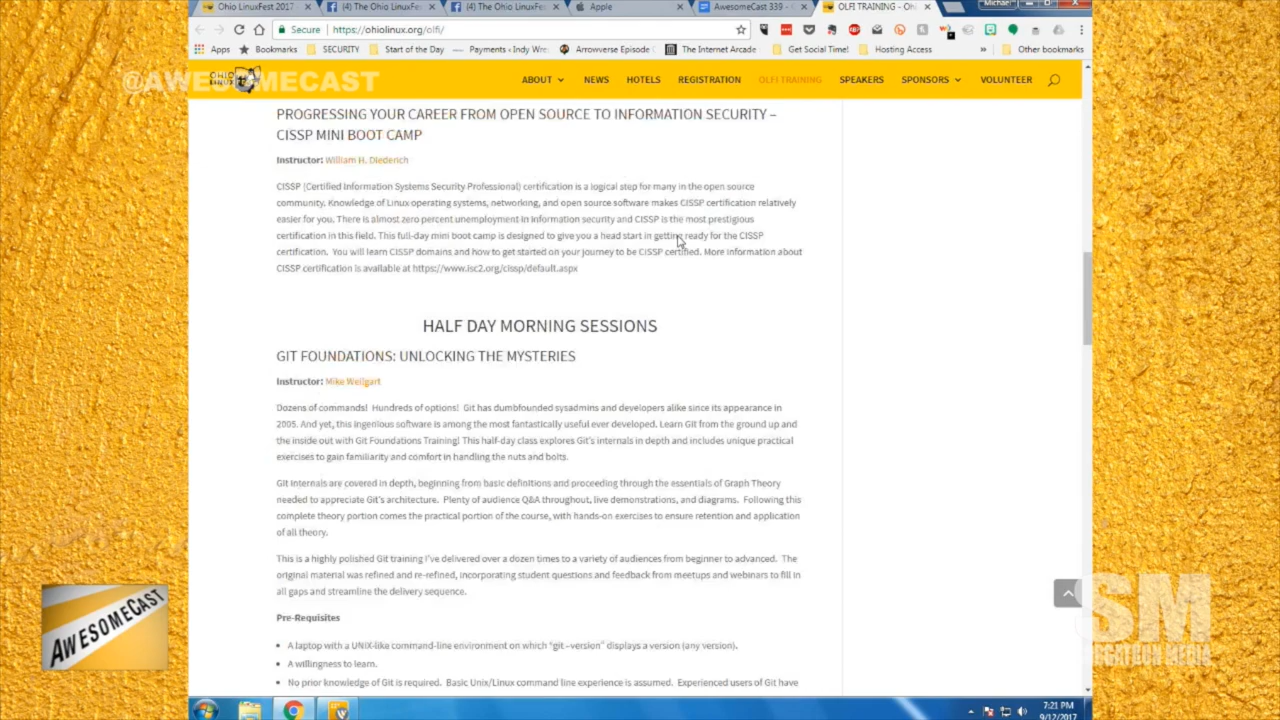 Ohio LinuxFest 2017
(4) The Ohio LinuxFes
(4) The Ohio LinuxFes
Apple
AwesomeCast 339 - G
OLFI TRAINING - Ohi
Michael
Secure
https://ohiolinux.org/olfi/
Apps
Bookmarks
SECURITY
Start of the Day
Payments ‹ Indy Wre
Arrowverse Episode O
The Internet Arcade
Get Social Time!
Hosting Access
»
Other bookmarks
@AWESOMECAST
ABOUT
NEWS
HOTELS
REGISTRATION
OLFI TRAINING
SPEAKERS
SPONSORS
VOLUNTEER
PROGRESSING YOUR CAREER FROM OPEN SOURCE TO INFORMATION SECURITY –
CISSP MINI BOOT CAMP
Instructor: William H. Diederich
CISSP (Certified Information Systems Security Professional) certification is a logical step for many in the open source
community. Knowledge of Linux operating systems, networking, and open source software makes CISSP certification relatively
easier for you. There is almost zero percent unemployment in information security and CISSP is the most prestigious
certification in this field. This full-day mini boot camp is designed to give you a head start in getting ready for the CISSP
certification. You will learn CISSP domains and how to get started on your journey to be CISSP certified. More information about
CISSP certification is available at https://www.isc2.org/cissp/default.aspx
HALF DAY MORNING SESSIONS
GIT FOUNDATIONS: UNLOCKING THE MYSTERIES
Instructor: Mike Weilgart
Dozens of commands! Hundreds of options! Git has dumbfounded sysadmins and developers alike since its appearance in
2005. And yet, this ingenious software is among the most fantastically useful ever developed. Learn Git from the ground up and
the inside out with Git Foundations Training! This half-day class explores Git's internals in depth and includes unique practical
exercises to gain familiarity and comfort in handling the nuts and bolts.
Git internals are covered in depth, beginning from basic definitions and proceeding through the essentials of Graph Theory
needed to appreciate Git's architecture. Plenty of audience Q&A throughout, live demonstrations, and diagrams. Following this
complete theory portion comes the practical portion of the course, with hands-on exercises to ensure retention and application
of all theory.
This is a highly polished Git training I've delivered over a dozen times to a variety of audiences from beginner to advanced. The
original material was refined and re-refined, incorporating student questions and feedback from meetups and webinars to fill in
all gaps and streamline the delivery sequence.
Pre-Requisites
• A laptop with a UNIX-like command-line environment on which "git –version" displays a version (any version).
• A willingness to learn.
• No prior knowledge of Git is required. Basic Unix/Linux command line experience is assumed. Experienced users of Git have
AWESOMECAST
SM
7:21 PM
9/12/2017